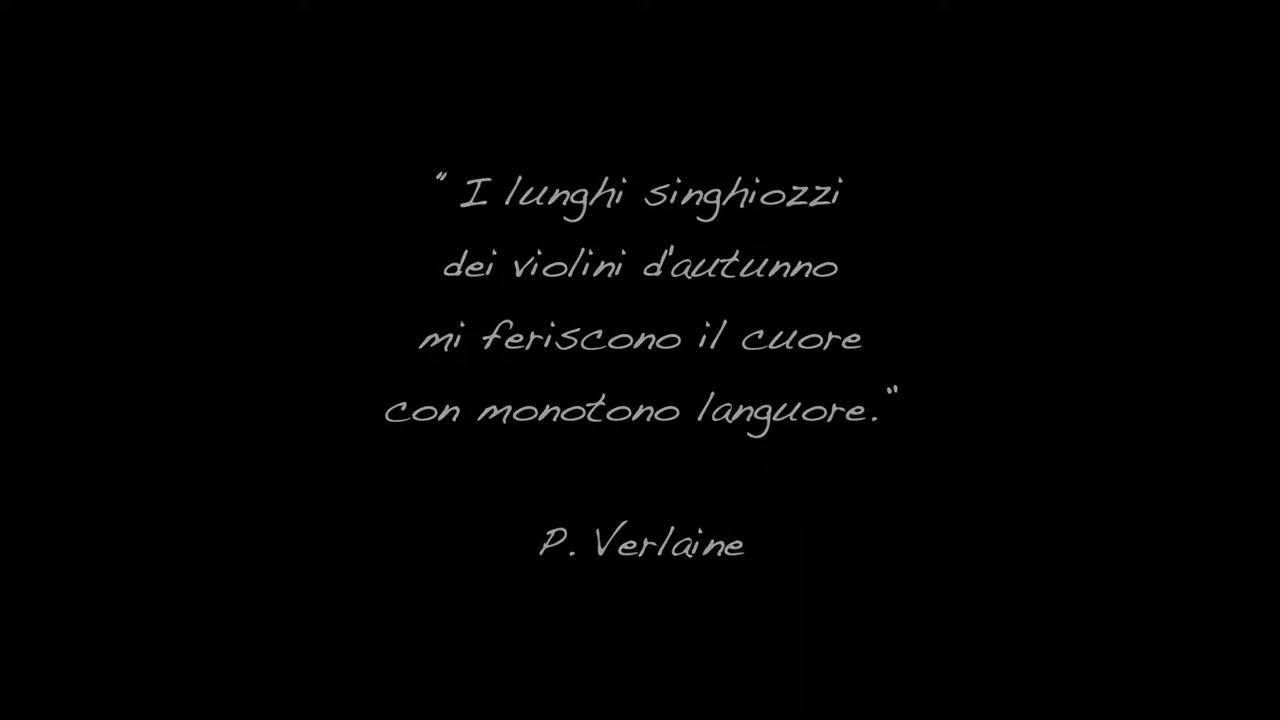 " I lunghi singhiozzi
dei violini d'autunno
mi feriscono il cuore
con monotono languore."
P. Verlaine